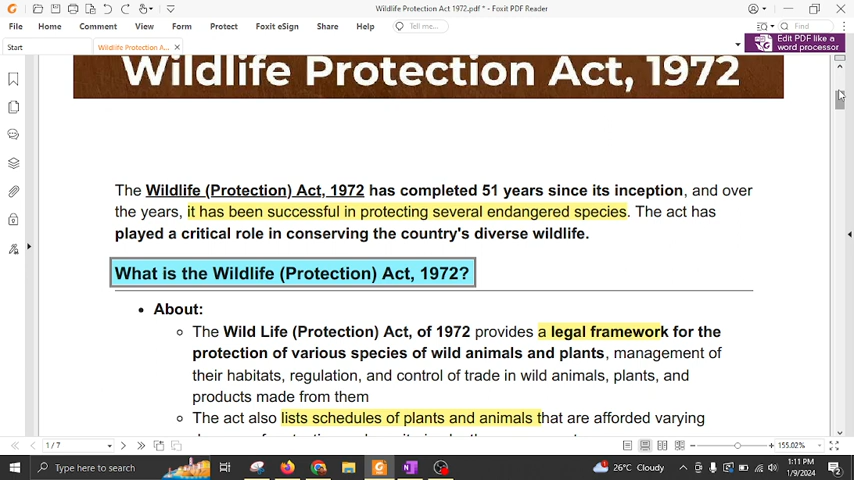 Wildlife Protection Act 1972.pdf * - Foxit PDF Reader
File Home Comment View Form Protect Foxit eSign Share Help Tell me... Find
Start Wildlife Protection A...
Edit PDF like a
word processor
Wildlife Protection Act, 1972
The Wildlife (Protection) Act, 1972 has completed 51 years since its inception, and over
the years, it has been successful in protecting several endangered species. The act has
played a critical role in conserving the country's diverse wildlife.
What is the Wildlife (Protection) Act, 1972?
• About:
○ The Wild Life (Protection) Act, of 1972 provides a legal framework for the
protection of various species of wild animals and plants, management of
their habitats, regulation, and control of trade in wild animals, plants, and
products made from them
○ The act also lists schedules of plants and animals that are afforded varying
1 / 7 155.02%
Type here to search 26°C Cloudy 1:11 PM
1/9/2024